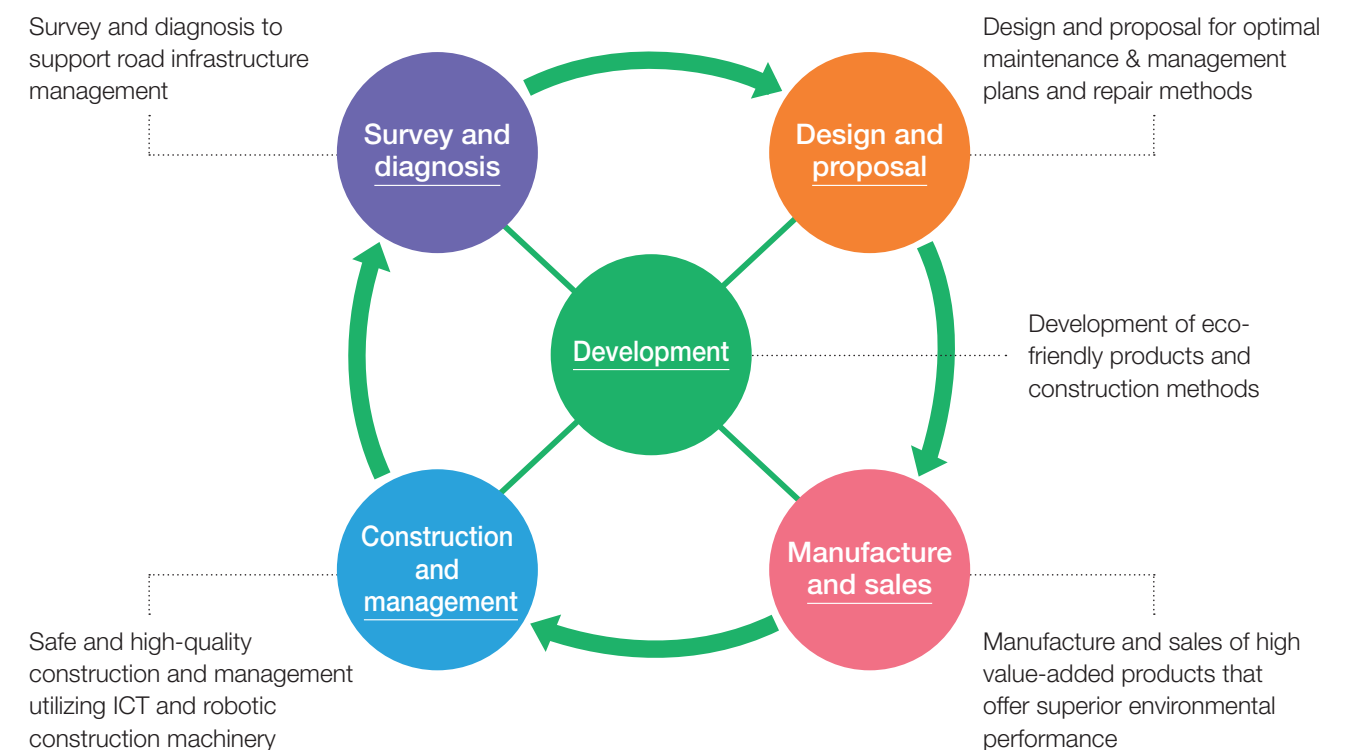 Survey and diagnosis to
support road infrastructure
management
Survey and
diagnosis
Design and
proposal
Design and proposal for optimal
maintenance & management
plans and repair methods
Development
Development of eco-
friendly products and
construction methods
Construction
and
management
Manufacture
and sales
Safe and high-quality
construction and management
utilizing ICT and robotic
construction machinery
Manufacture and sales of high
value-added products that
offer superior environmental
performance